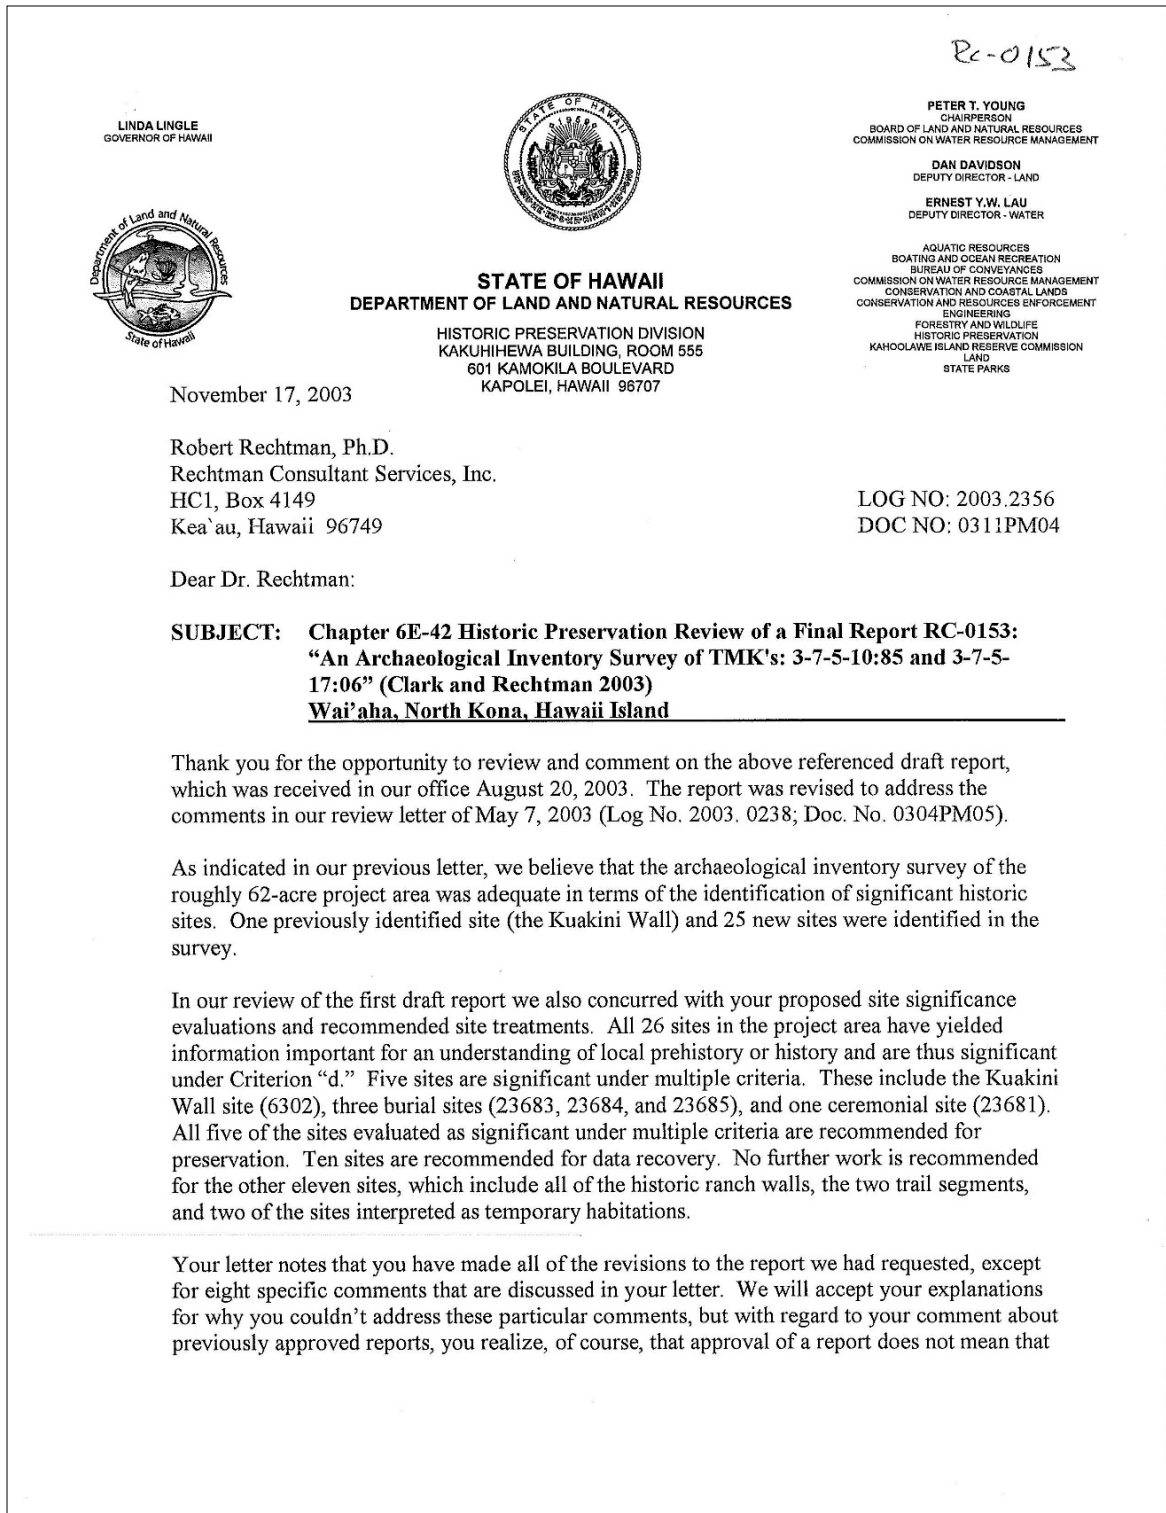 Rc-0153
LINDA LINGLE
GOVERNOR OF HAWAII
STATE OF HAWAII
1959
Department of Land and Natural Resources
State of Hawaii
PETER T. YOUNG
CHAIRPERSON
BOARD OF LAND AND NATURAL RESOURCES
COMMISSION ON WATER RESOURCE MANAGEMENT
DAN DAVIDSON
DEPUTY DIRECTOR - LAND
ERNEST Y.W. LAU
DEPUTY DIRECTOR - WATER
AQUATIC RESOURCES
BOATING AND OCEAN RECREATION
BUREAU OF CONVEYANCES
COMMISSION ON WATER RESOURCE MANAGEMENT
CONSERVATION AND COASTAL LANDS
CONSERVATION AND RESOURCES ENFORCEMENT
ENGINEERING
FORESTRY AND WILDLIFE
HISTORIC PRESERVATION
KAHOOLAWE ISLAND RESERVE COMMISSION
LAND
STATE PARKS
STATE OF HAWAII
DEPARTMENT OF LAND AND NATURAL RESOURCES
HISTORIC PRESERVATION DIVISION
KAKUHIHEWA BUILDING, ROOM 555
601 KAMOKILA BOULEVARD
KAPOLEI, HAWAII 96707
November 17, 2003
Robert Rechtman, Ph.D.
Rechtman Consultant Services, Inc.
HC1, Box 4149
Kea`au, Hawaii 96749
LOG NO: 2003.2356
DOC NO: 0311PM04
Dear Dr. Rechtman:
SUBJECT: Chapter 6E-42 Historic Preservation Review of a Final Report RC-0153:
“An Archaeological Inventory Survey of TMK's: 3-7-5-10:85 and 3-7-5-
17:06” (Clark and Rechtman 2003)
Wai’aha, North Kona, Hawaii Island
Thank you for the opportunity to review and comment on the above referenced draft report,
which was received in our office August 20, 2003. The report was revised to address the
comments in our review letter of May 7, 2003 (Log No. 2003. 0238; Doc. No. 0304PM05).
As indicated in our previous letter, we believe that the archaeological inventory survey of the
roughly 62-acre project area was adequate in terms of the identification of significant historic
sites. One previously identified site (the Kuakini Wall) and 25 new sites were identified in the
survey.
In our review of the first draft report we also concurred with your proposed site significance
evaluations and recommended site treatments. All 26 sites in the project area have yielded
information important for an understanding of local prehistory or history and are thus significant
under Criterion “d.” Five sites are significant under multiple criteria. These include the Kuakini
Wall site (6302), three burial sites (23683, 23684, and 23685), and one ceremonial site (23681).
All five of the sites evaluated as significant under multiple criteria are recommended for
preservation. Ten sites are recommended for data recovery. No further work is recommended
for the other eleven sites, which include all of the historic ranch walls, the two trail segments,
and two of the sites interpreted as temporary habitations.
Your letter notes that you have made all of the revisions to the report we had requested, except
for eight specific comments that are discussed in your letter. We will accept your explanations
for why you couldn’t address these particular comments, but with regard to your comment about
previously approved reports, you realize, of course, that approval of a report does not mean that